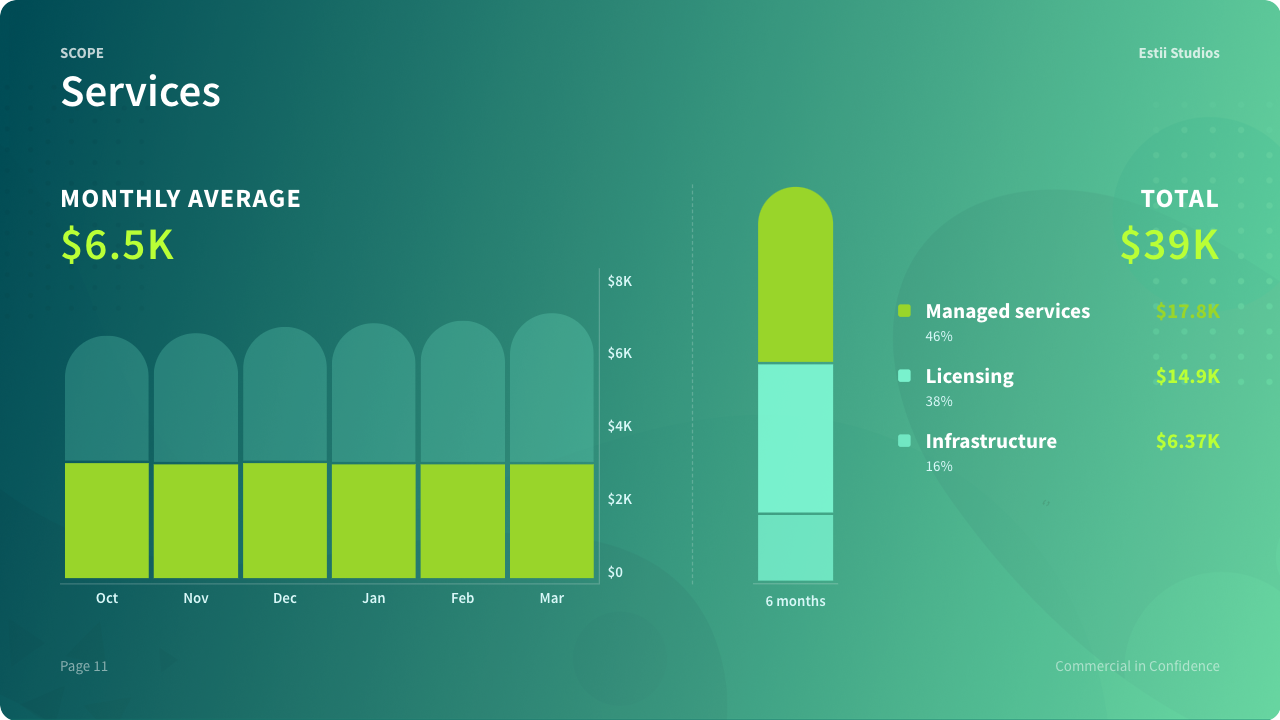 SCOPE
Estii Studios
Services
MONTHLY AVERAGE
$6.5K
$8K
$6K
$4K
$2K
$0
Oct
Nov
Dec
Jan
Feb
Mar
6 months
TOTAL
$39K
Managed services
$17.8K
46%
Licensing
$14.9K
38%
Infrastructure
$6.37K
16%
Page 11
Commercial in Confidence